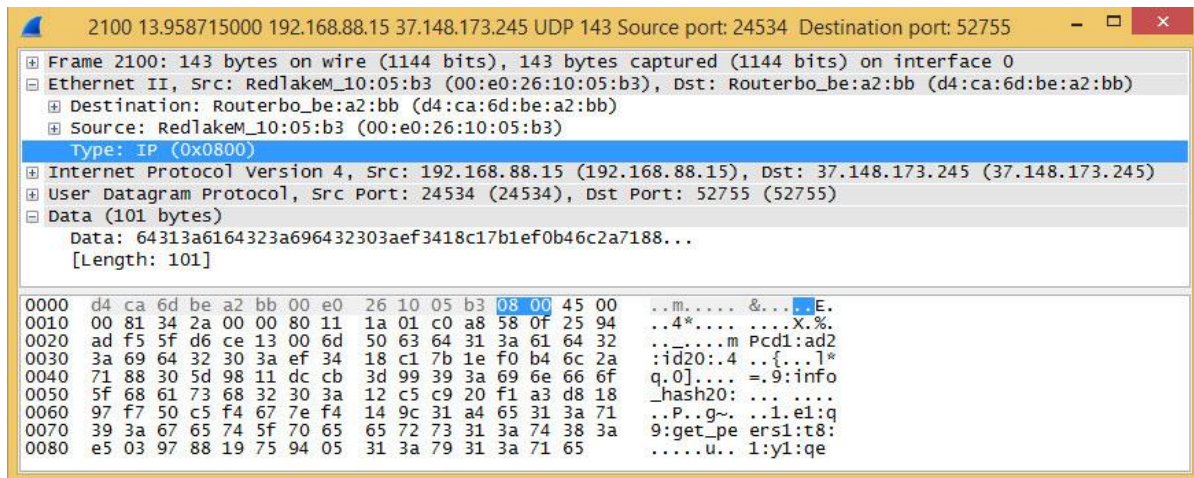 2100 13.958715000 192.168.88.15 37.148.173.245 UDP 143 Source port: 24534 Destination port: 52755
Frame 2100: 143 bytes on wire (1144 bits), 143 bytes captured (1144 bits) on interface 0
Ethernet II, Src: RedlakeM_10:05:b3 (00:e0:26:10:05:b3), Dst: Routerbo_be:a2:bb (d4:ca:6d:be:a2:bb)
Destination: Routerbo_be:a2:bb (d4:ca:6d:be:a2:bb)
Source: RedlakeM_10:05:b3 (00:e0:26:10:05:b3)
Type: IP (0x0800)
Internet Protocol Version 4, Src: 192.168.88.15 (192.168.88.15), Dst: 37.148.173.245 (37.148.173.245)
User Datagram Protocol, Src Port: 24534 (24534), Dst Port: 52755 (52755)
Data (101 bytes)
Data: 64313a6164323a696432303aef3418c17b1ef0b46c2a7188...
[Length: 101]
0000 d4 ca 6d be a2 bb 00 e0 26 10 05 b3 08 00 45 00 ..m..... &.....E.
0010 00 81 34 2a 00 00 80 11 1a 01 c0 a8 58 0f 25 94 ..4*.... ....X.%.
0020 ad f5 5f d6 ce 13 00 6d 50 63 64 31 3a 61 64 32 .._....m Pcd1:ad2
0030 3a 69 64 32 30 3a ef 34 18 c1 7b 1e f0 b4 6c 2a :id20:.4 ..{...l*
0040 71 88 30 5d 98 11 dc cb 3d 99 39 3a 69 6e 66 6f q.0].... =.9:info
0050 5f 68 61 73 68 32 30 3a 12 c5 c9 20 f1 a3 d8 18 _hash20: ... ....
0060 97 f7 50 c5 f4 67 7e f4 14 9c 31 a4 65 31 3a 71 ..P..g~. ..1.e1:q
0070 39 3a 67 65 74 5f 70 65 65 72 73 31 3a 74 38 3a 9:get_pe ers1:t8:
0080 e5 03 97 88 19 75 94 05 31 3a 79 31 3a 71 65 .....u.. 1:y1:qe